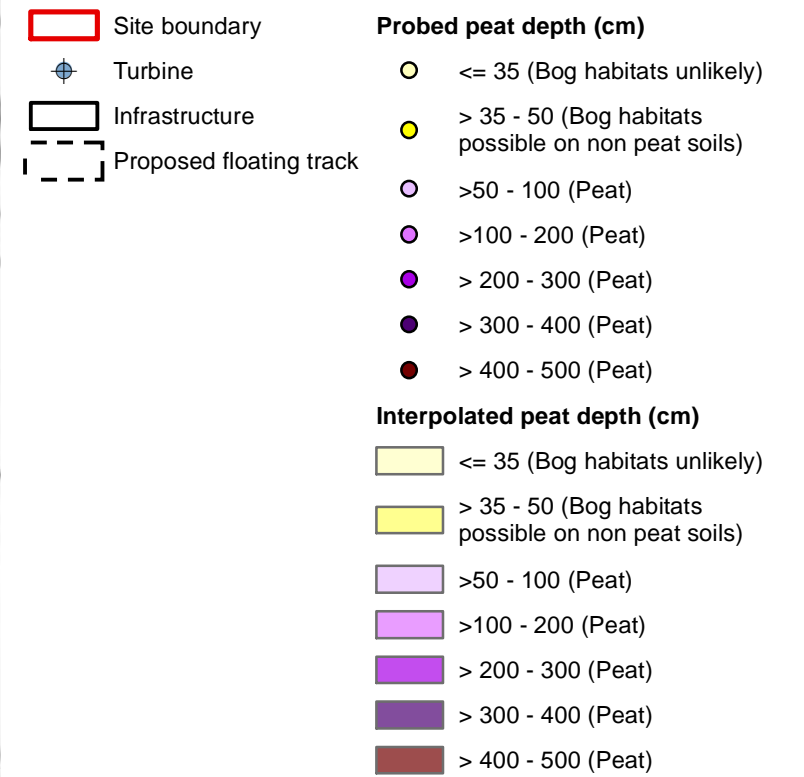 Site boundary
Turbine
Infrastructure
Proposed floating track
Probed peat depth (cm)
<= 35 (Bog habitats unlikely)
> 35 - 50 (Bog habitats
possible on non peat soils)
>50 - 100 (Peat)
>100 - 200 (Peat)
> 200 - 300 (Peat)
> 300 - 400 (Peat)
> 400 - 500 (Peat)
Interpolated peat depth (cm)
<= 35 (Bog habitats unlikely)
> 35 - 50 (Bog habitats
possible on non peat soils)
>50 - 100 (Peat)
>100 - 200 (Peat)
> 200 - 300 (Peat)
> 300 - 400 (Peat)
> 400 - 500 (Peat)